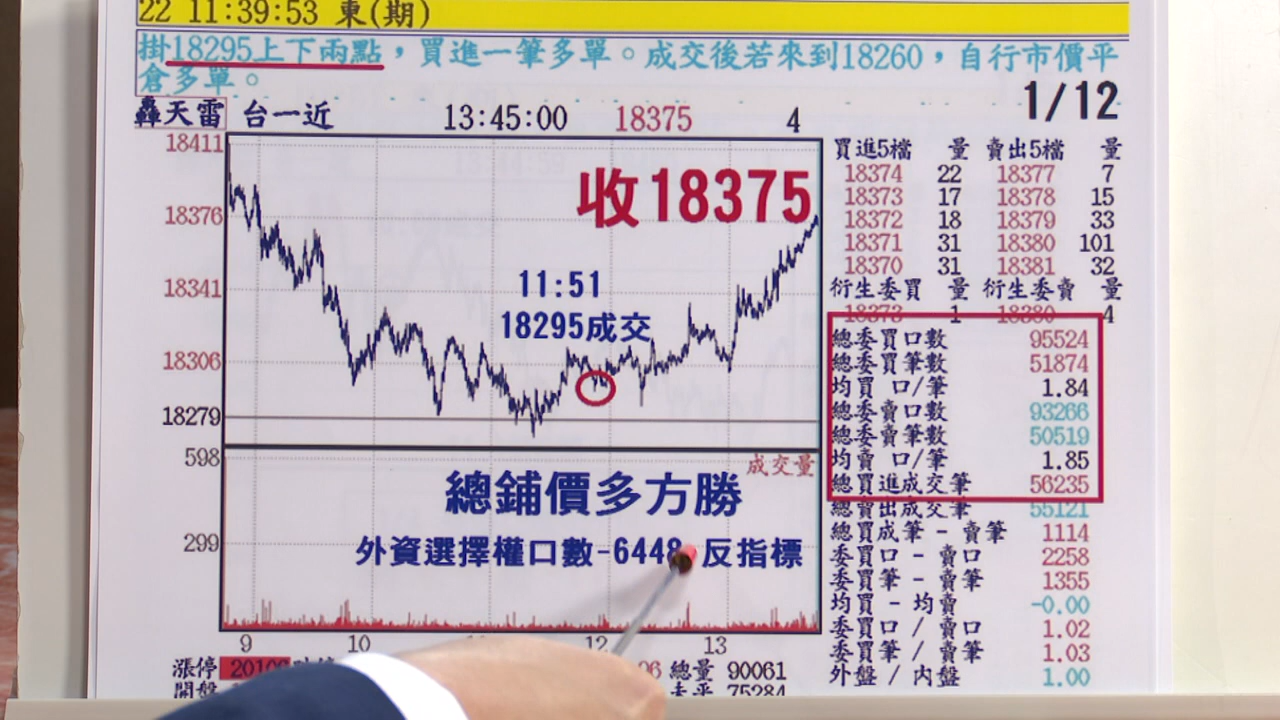 22 11:39:53 東(期)
掛18295上下兩點，買進一筆多單。成交後若來到18260，自行市價平
倉多單。
1/12
轟天雷 台一近 13:45:00 18375 4
18411
18376
18341
18306
18279
598
299
收18375
11:51
18295成交
成交量
總鋪價多方勝
外資選擇權口數-6448 反指標
9 10 12 13
買進5檔 量 賣出5檔 量
18374 22 18377 7
18373 17 18378 15
18372 18 18379 33
18371 31 18380 101
18370 31 18381 32
衍生委買 量 衍生委賣 量
18373 1 18380 4
總委買口數 95524
總委買筆數 51874
均買 口/筆 1.84
總委賣口數 93266
總委賣筆數 50519
均賣 口/筆 1.85
總買進成交筆 56235
總賣出成交筆 55121
總買成筆 - 賣筆 1114
委買口 - 賣口 2258
委買筆 - 賣筆 1355
均買 - 均賣 -0.00
委買口 / 賣口 1.02
委買筆 / 賣筆 1.03
外盤 / 內盤 1.00
漲停 總量 90061
開盤 未平 75284